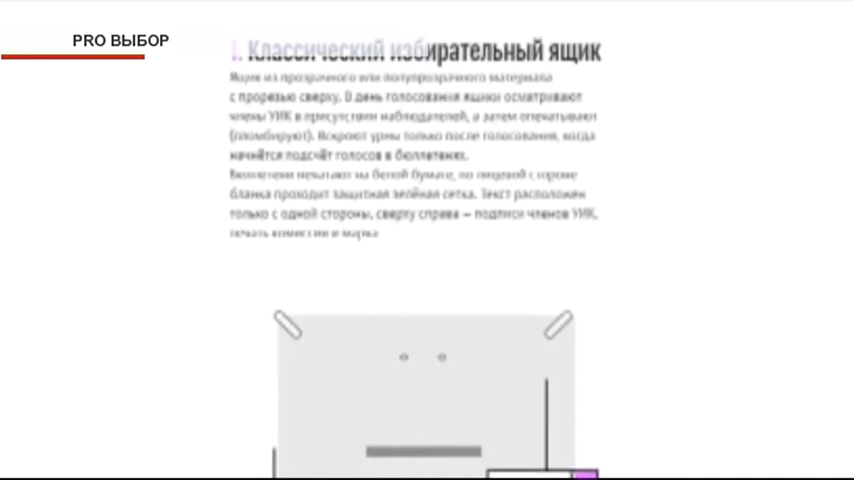 PRO ВЫБОР
1. Классический избирательный ящик
Ящик из прозрачного или полупрозрачного материала
с прорезью сверху. В день голосования ящики осматривают
члены УИК в присутствии наблюдателей, а затем опечатывают
(пломбируют). Вскроют урны только после голосования, когда
начнётся подсчёт голосов в бюллетенях.
Бюллетени печатают на белой бумаге, по лицевой стороне
бланка проходит защитная зелёная сетка. Текст расположен
только с одной стороны, сверху справа – подписи членов УИК,
печать комиссии и марка